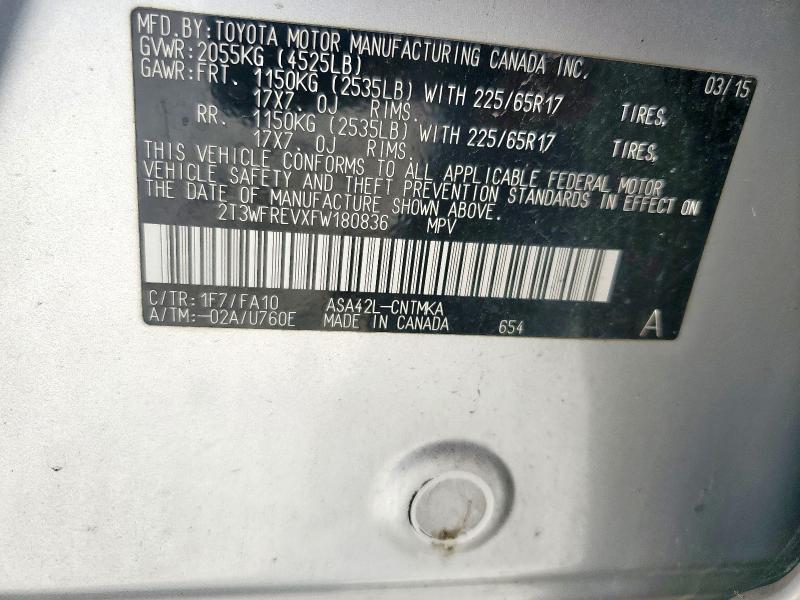 MFD.BY:TOYOTA MOTOR MANUFACTURING CANADA INC. 03/15
GVWR:2055KG (4525LB)
GAWR:FRT. 1150KG (2535LB) WITH 225/65R17 TIRES,
17X7.0J RIMS.
RR. 1150KG (2535LB) WITH 225/65R17 TIRES,
17X7.0J RIMS.
THIS VEHICLE CONFORMS TO ALL APPLICABLE FEDERAL MOTOR
VEHICLE SAFETY AND THEFT PREVENTION STANDARDS IN EFFECT ON
THE DATE OF MANUFACTURE SHOWN ABOVE.
2T3WFREVXFW180836 MPV
C/TR:1F7/FA10 ASA42L-CNTMKA
A/TM:-02A/U760E MADE IN CANADA 654 A